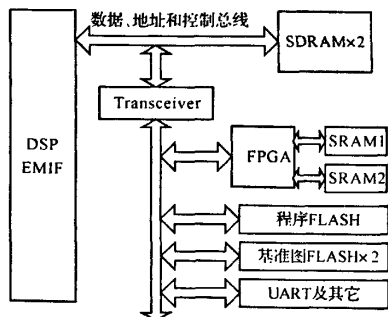 数据、地址和控制总线
SDRAM×2
Transceiver
DSP
EMIF
FPGA
SRAM1
SRAM2
程序FLASH
基准图FLASH×2
UART及其它